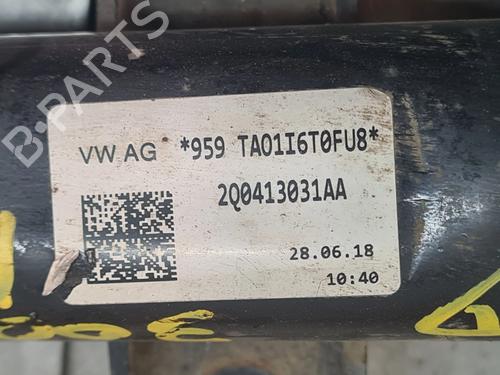 B-PARTS
VW AG *959 TA01I6T0FU8*
2Q0413031AA
28.06.18
10:40